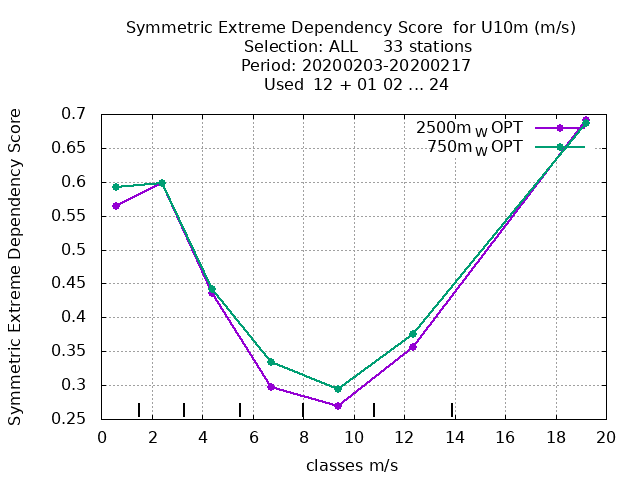 Symmetric Extreme Dependency Score  for U10m (m/s)
Selection: ALL     33 stations
Period: 20200203-20200217
Used  12 + 01 02 ... 24
Symmetric Extreme Dependency Score
0.7
0.65
0.6
0.55
0.5
0.45
0.4
0.35
0.3
0.25
2500m W OPT
750m W OPT
0 2 4 6 8 10 12 14 16 18 20
classes m/s